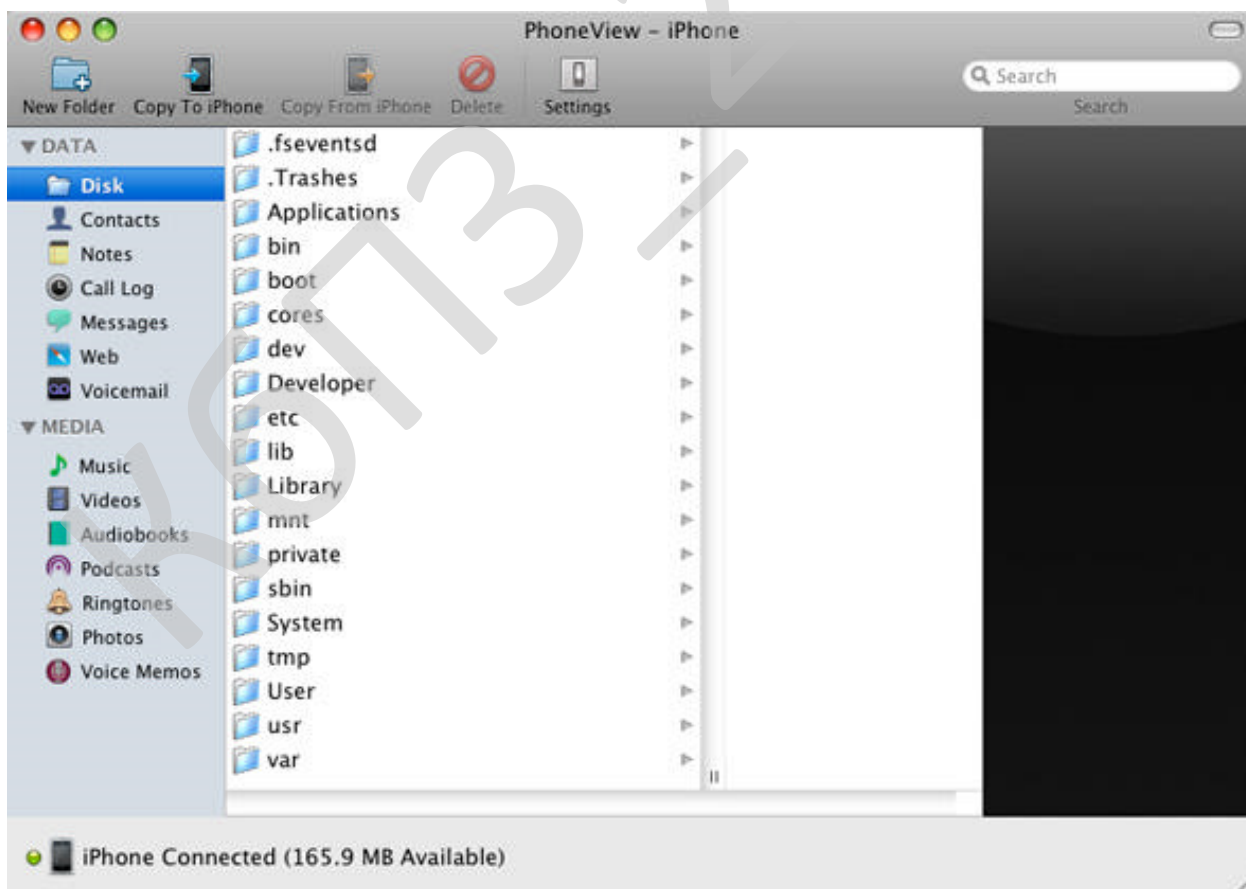 PhoneView – iPhone
New Folder Copy To iPhone Copy From iPhone Delete Settings
Search
Search
DATA
Disk
Contacts
Notes
Call Log
Messages
Web
Voicemail
MEDIA
Music
Videos
Audiobooks
Podcasts
Ringtones
Photos
Voice Memos
.fseventsd
.Trashes
Applications
bin
boot
cores
dev
Developer
etc
lib
Library
mnt
private
sbin
System
tmp
User
usr
var
iPhone Connected (165.9 MB Available)